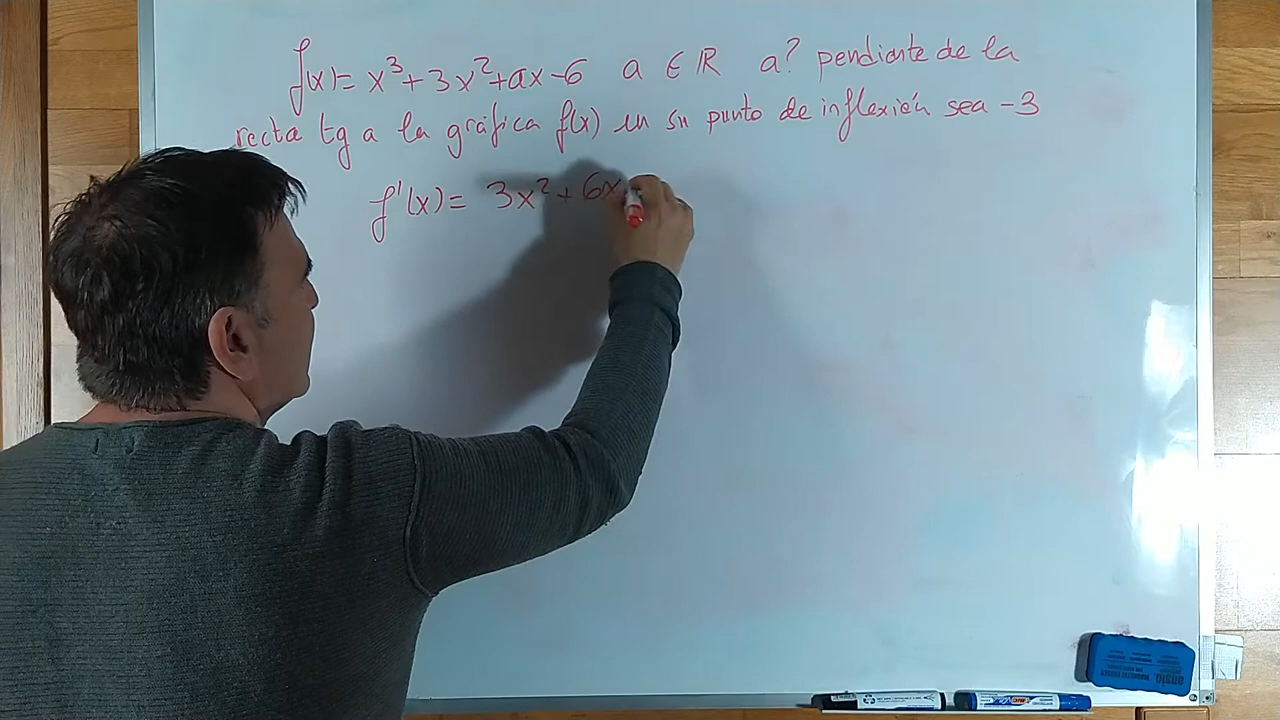 f(x)= x³+3x²+ax-6 a ∈ ℝ a? pendiente de la
recta tg a la gráfica f(x) en su punto de inflexión sea -3
f'(x)= 3x²+6x